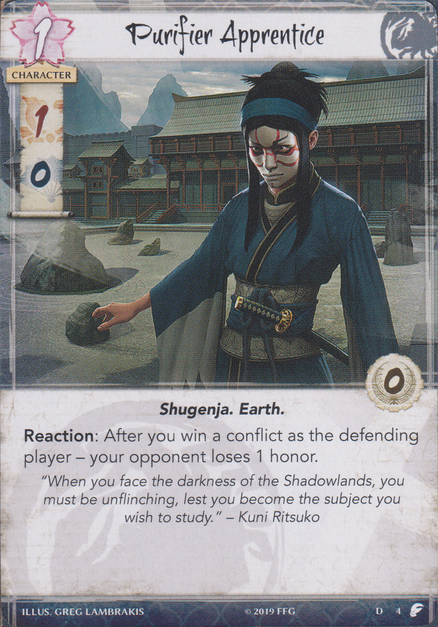 1
Purifier Apprentice
CHARACTER
1
0
0
Shugenja. Earth.
Reaction: After you win a conflict as the defending
player – your opponent loses 1 honor.
“When you face the darkness of the Shadowlands, you
must be unflinching, lest you become the subject you
wish to study.” – Kuni Ritsuko
ILLUS. GREG LAMBRAKIS © 2019 FFG D 4